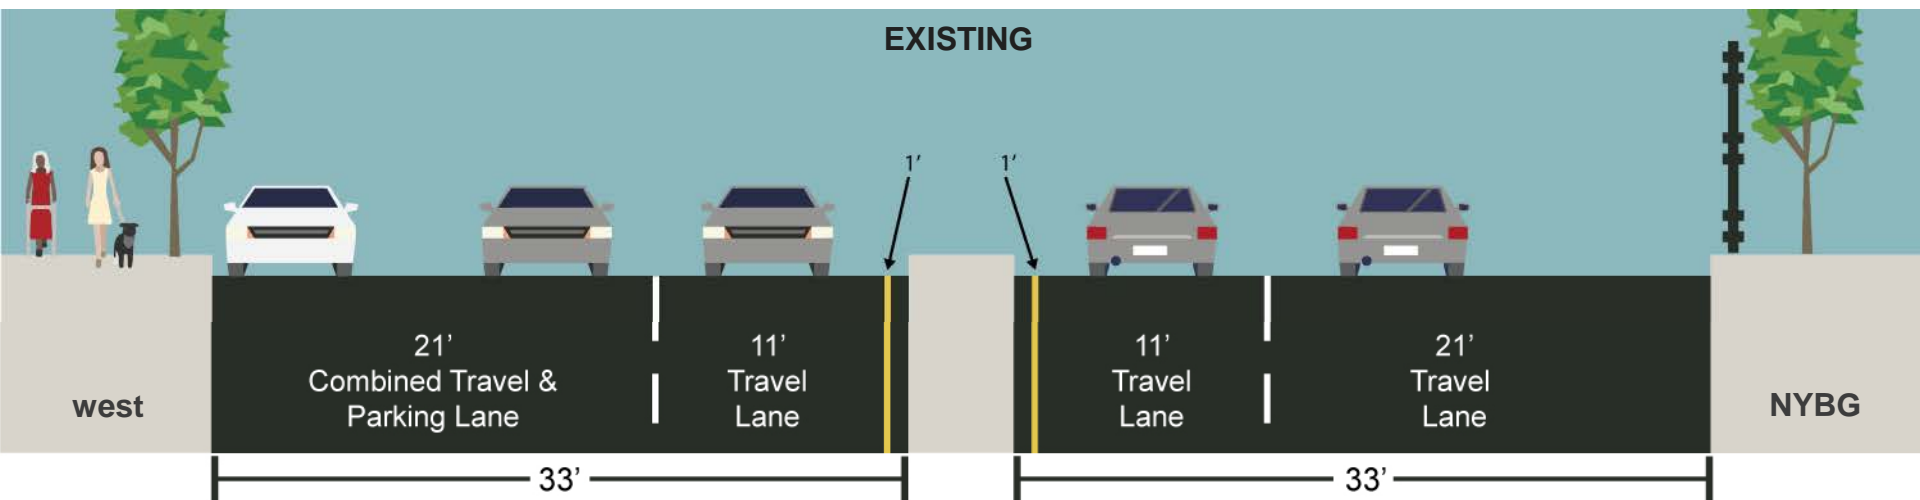 EXISTING
1’
1’
21’
Combined Travel &
Parking Lane
11’
Travel
Lane
11’
Travel
Lane
21’
Travel
Lane
west
NYBG
33’
33’